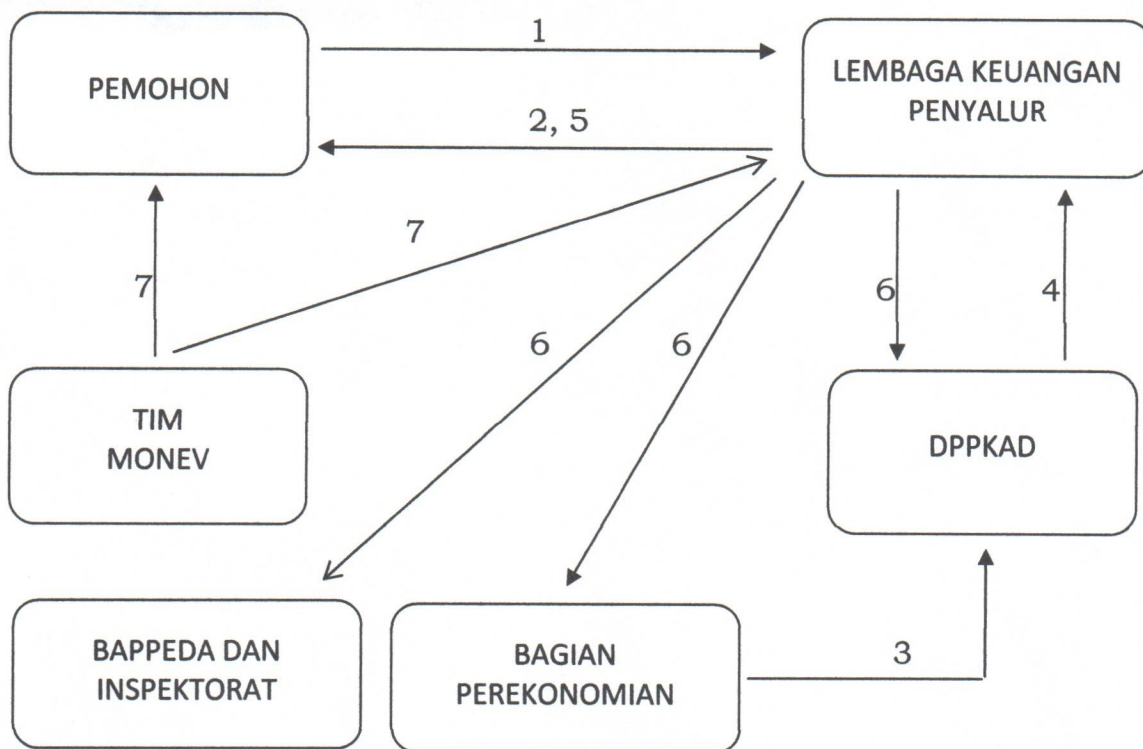 1
PEMOHON
LEMBAGA KEUANGAN
PENYALUR
2, 5
7
7
6
4
6
6
TIM
MONEV
DPPKAD
BAPPEDA DAN
INSPEKTORAT
BAGIAN
PEREKONOMIAN
3